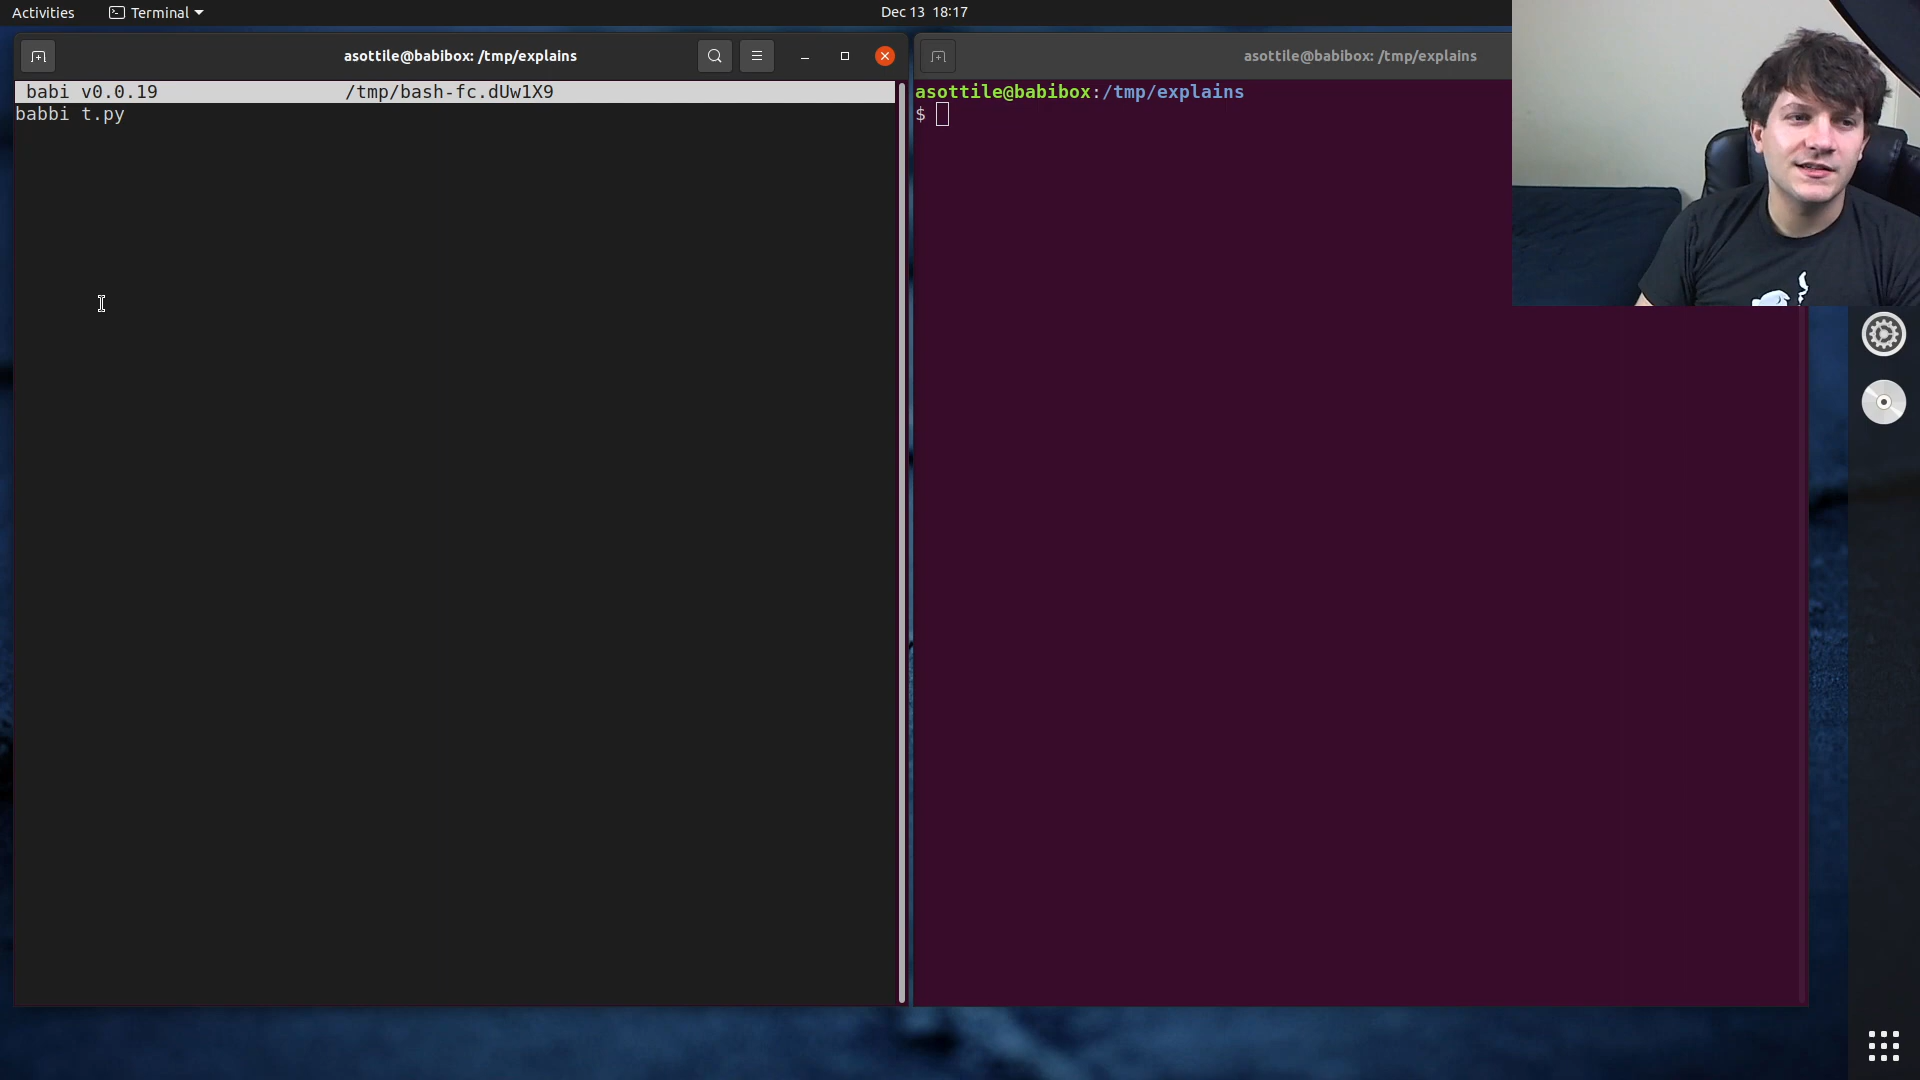 Activities
Terminal
Dec 13 18:17
asottile@babibox: /tmp/explains
babi v0.0.19 /tmp/bash-fc.dUw1X9
babbi t.py
asottile@babibox: /tmp/explains
asottile@babibox:/tmp/explains
$